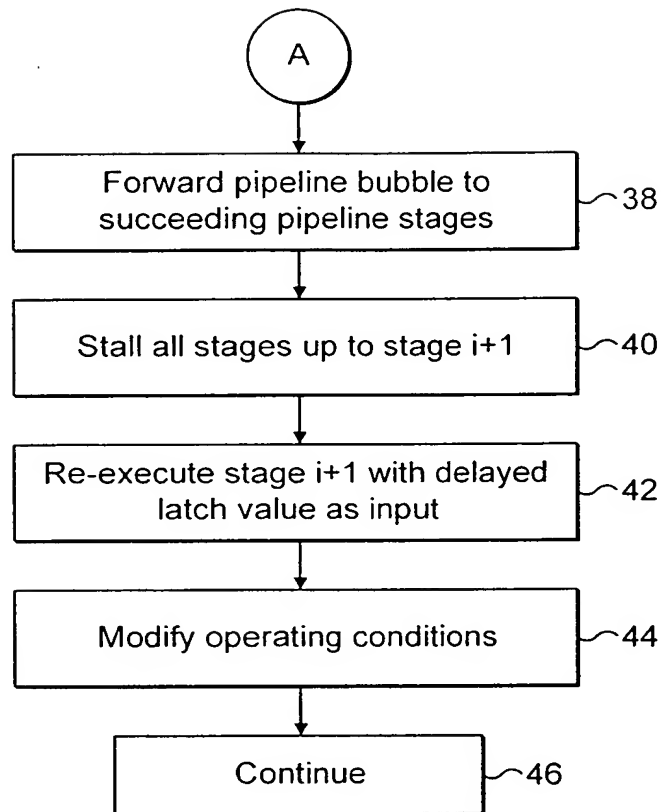 A
Forward pipeline bubble to
succeeding pipeline stages
38
Stall all stages up to stage i+1
40
Re-execute stage i+1 with delayed
latch value as input
42
Modify operating conditions
44
Continue
46